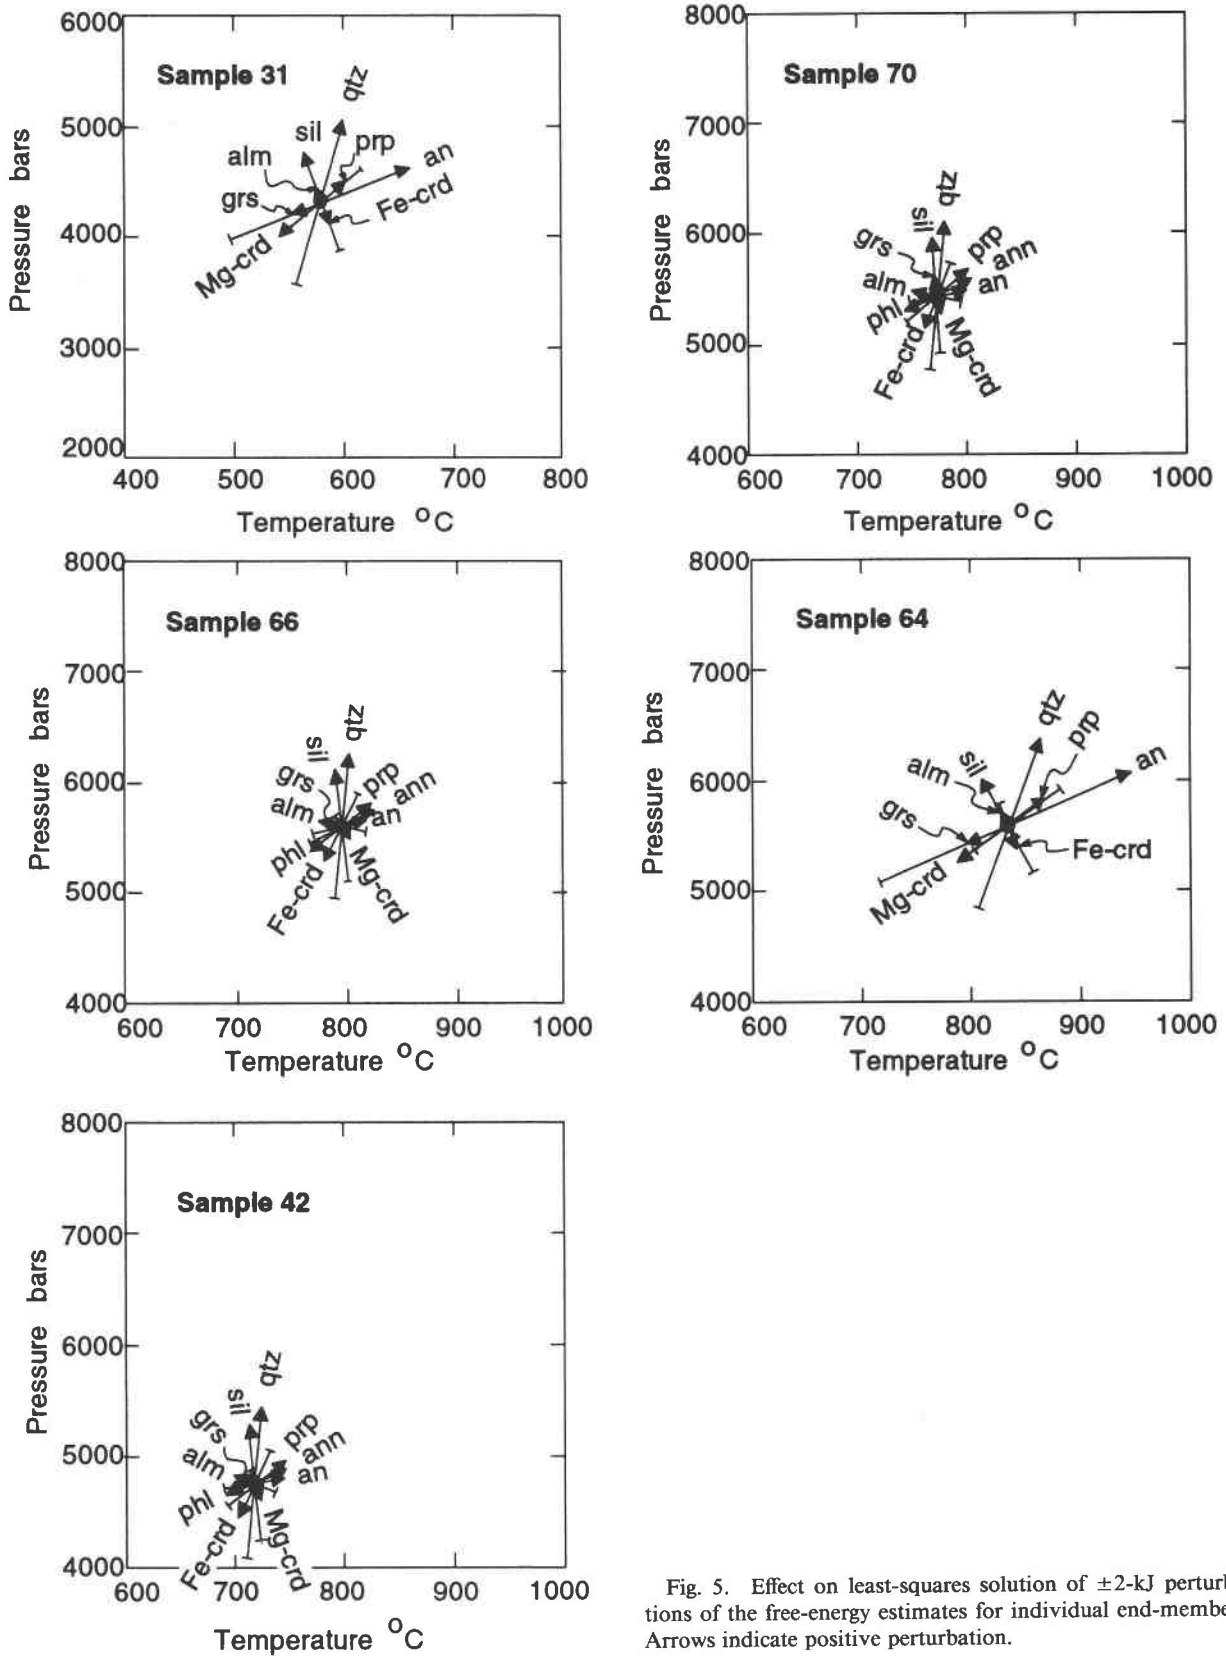 6000
5000
4000
3000
2000
Pressure bars
Sample 31
qtz
sil
prp
alm
an
grs
Fe-crd
Mg-crd
400 500 600 700 800
Temperature °C
8000
7000
6000
5000
4000
Pressure bars
Sample 70
qtz
sil
prp
grs
ann
alm
an
phl
Fe-crd
Mg-crd
600 700 800 900 1000
Temperature °C
8000
7000
6000
5000
4000
Pressure bars
Sample 66
qtz
sil
prp
grs
ann
alm
an
phl
Fe-crd
Mg-crd
600 700 800 900 1000
Temperature °C
8000
7000
6000
5000
4000
Pressure bars
Sample 64
qtz
prp
sil
alm
an
grs
Fe-crd
Mg-crd
600 700 800 900 1000
Temperature °C
8000
7000
6000
5000
4000
Pressure bars
Sample 42
qtz
sil
grs
prp
ann
alm
an
phl
Fe-crd
Mg-crd
600 700 800 900 1000
Temperature °C
Fig. 5. Effect on least-squares solution of ±2-kJ perturb
tions of the free-energy estimates for individual end-membe
Arrows indicate positive perturbation.